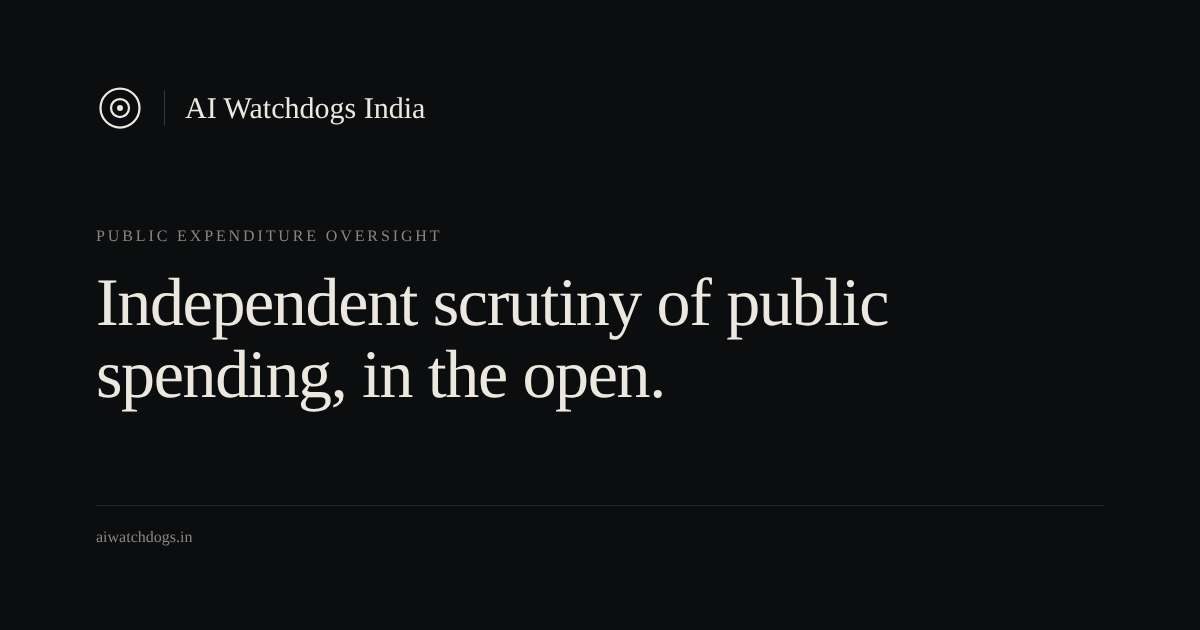 AI Watchdogs India
PUBLIC EXPENDITURE OVERSIGHT
Independent scrutiny of public
spending, in the open.
aiwatchdogs.in